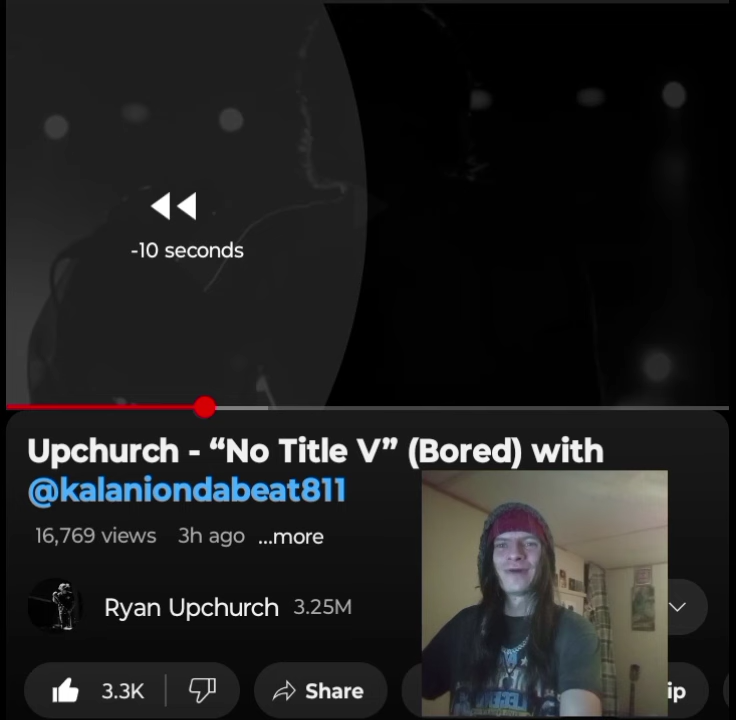 -10 seconds
Upchurch - “No Title V” (Bored) with
@kalaniondabeat811
16,769 views 3h ago ...more
Ryan Upchurch 3.25M
3.3K Share ip